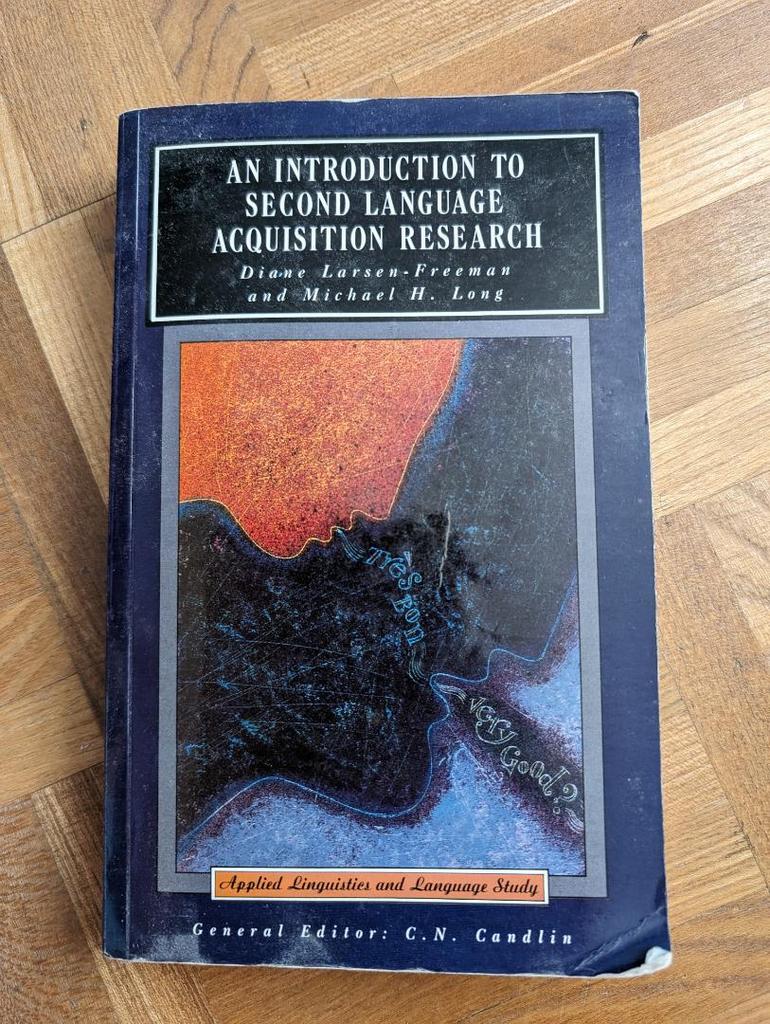 AN INTRODUCTION TO
SECOND LANGUAGE
ACQUISITION RESEARCH
Diane Larsen-Freeman
and Michael H. Long
Très Bon
very Good?
Applied Linguistics and Language Study
General Editor: C.N. Candlin